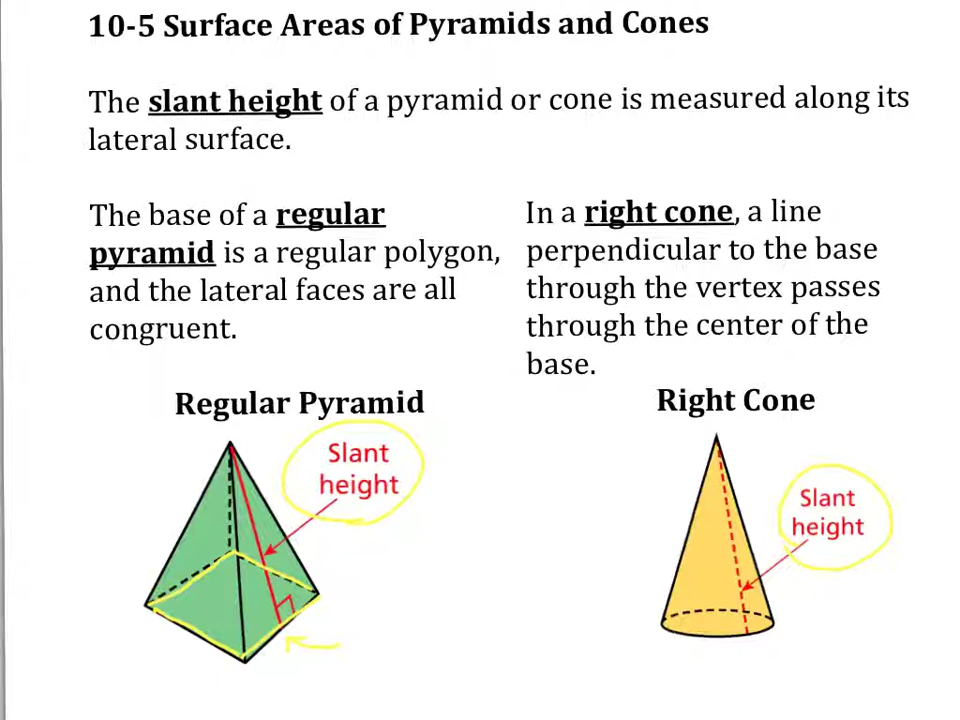 10-5 Surface Areas of Pyramids and Cones
The slant height of a pyramid or cone is measured along its
lateral surface.
The base of a regular
pyramid is a regular polygon,
and the lateral faces are all
congruent.
In a right cone, a line
perpendicular to the base
through the vertex passes
through the center of the
base.
Regular Pyramid
Slant
height
Right Cone
Slant
height